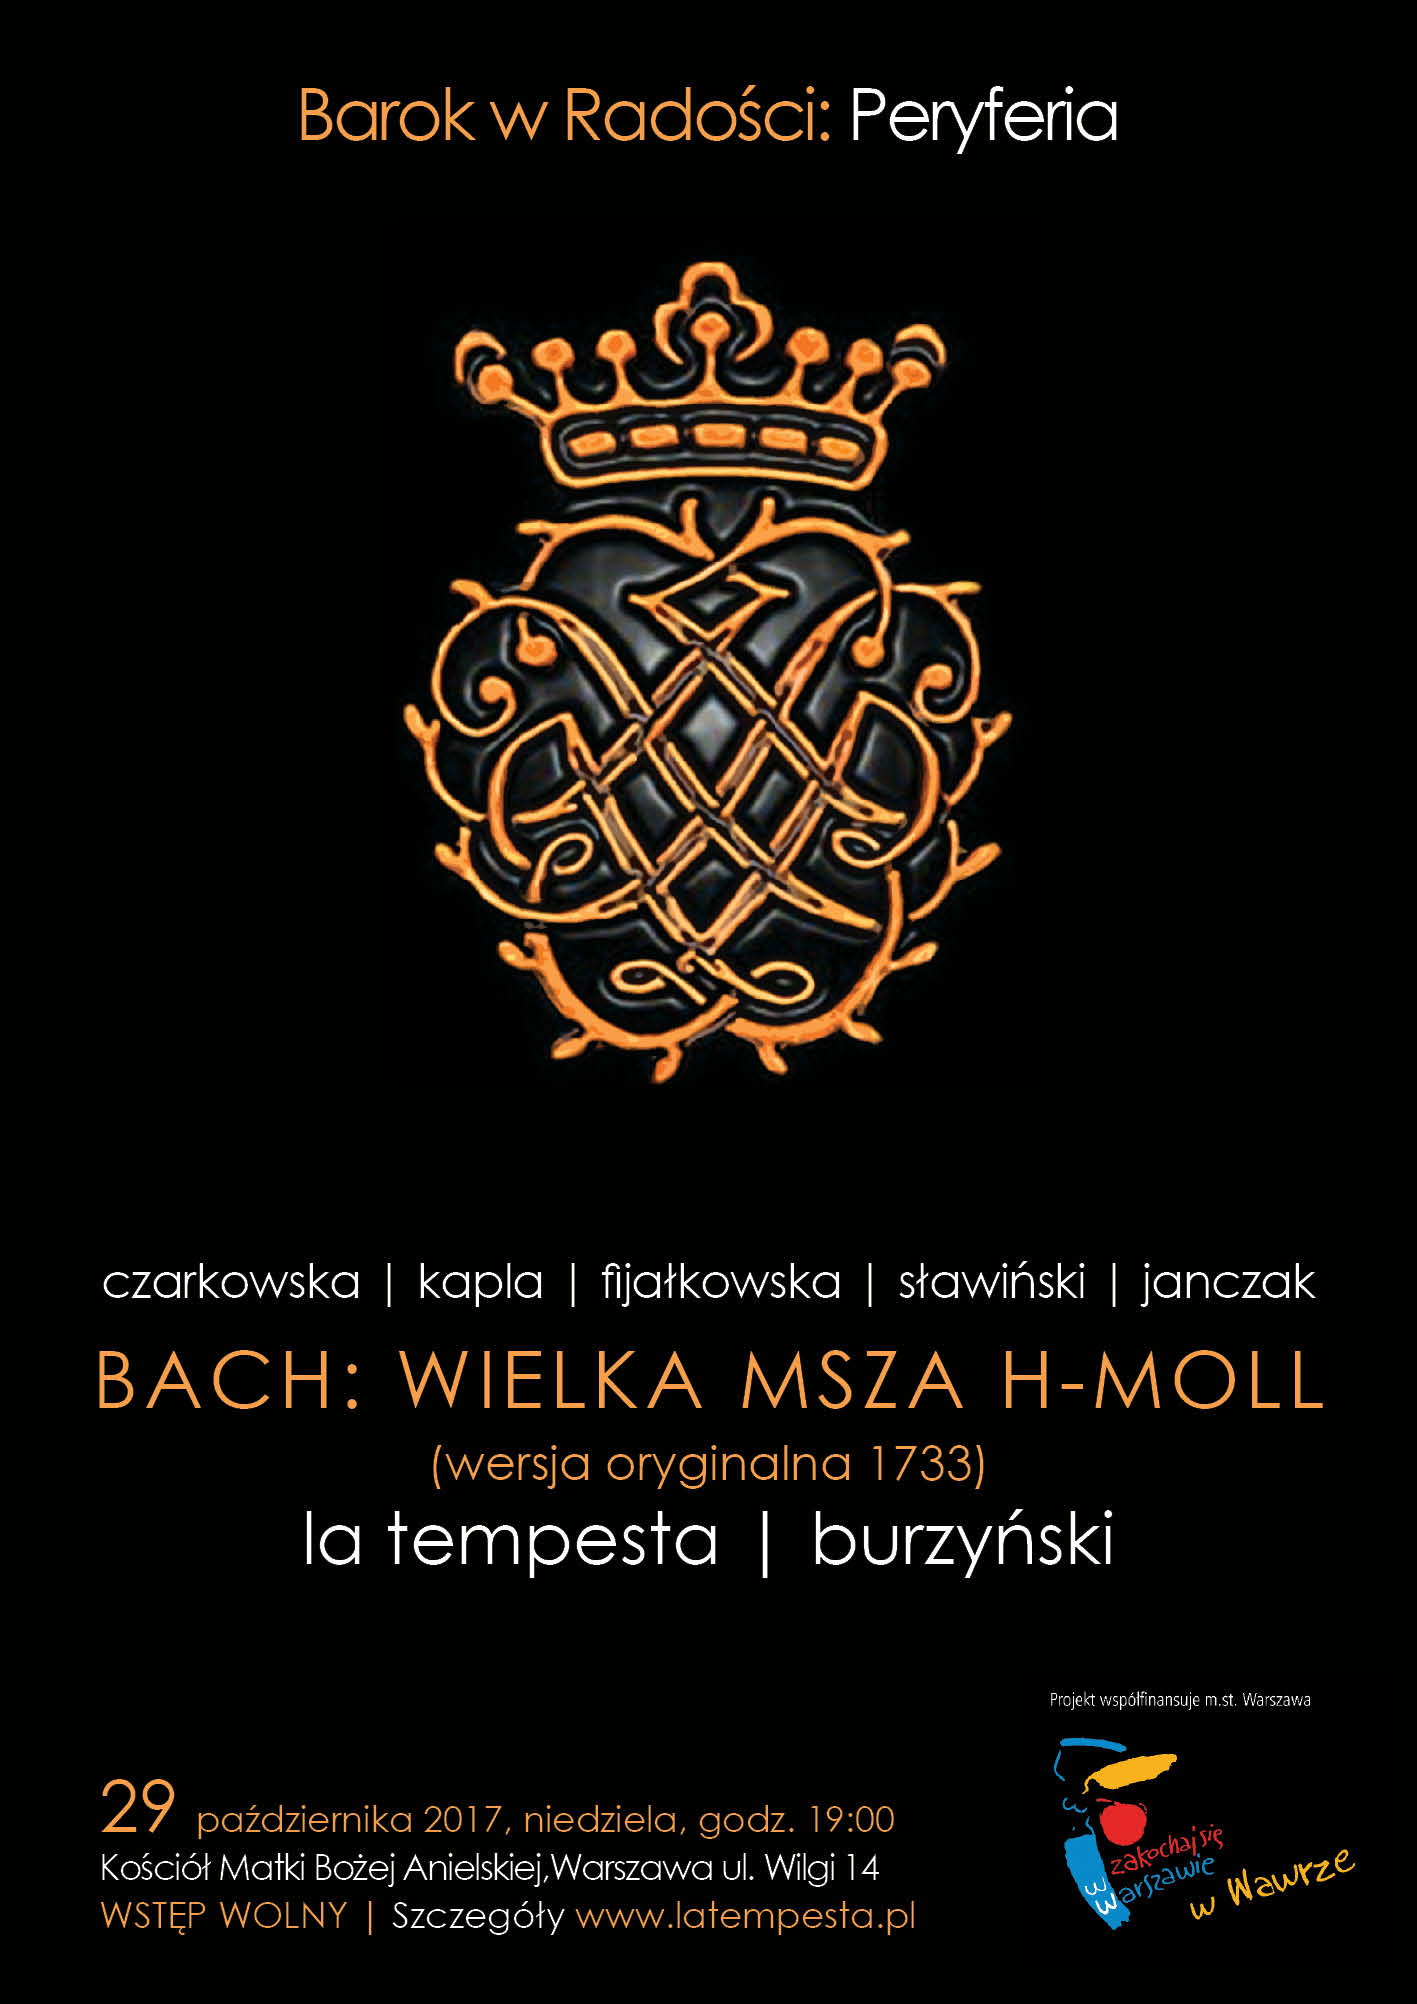 Barok w Radości: Peryferia
czarkowska | kapla | fijałkowska | sławiński | janczak
BACH: WIELKA MSZA H-MOLL
(wersja oryginalna 1733)
la tempesta | burzyński
Projekt współfinansuje m.st. Warszawa
zakochaj się
w warszawie
w Wawrze
29 października 2017, niedziela, godz. 19:00
Kościół Matki Bożej Anielskiej,Warszawa ul. Wilgi 14
WSTĘP WOLNY | Szczegóły www.latempesta.pl